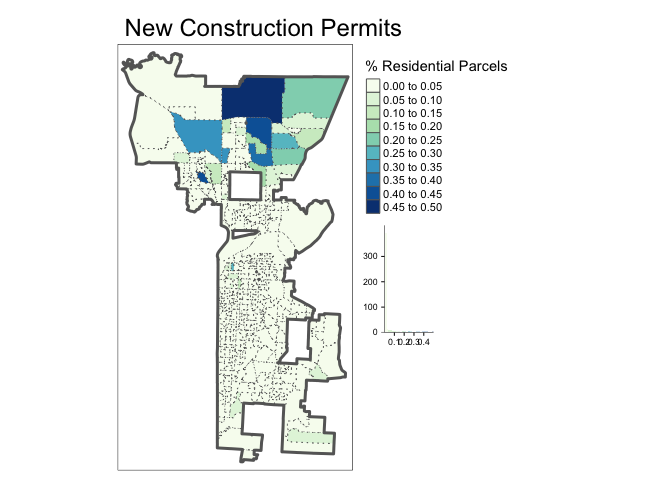 New Construction Permits
% Residential Parcels
0.00 to 0.05
0.05 to 0.10
0.10 to 0.15
0.15 to 0.20
0.20 to 0.25
0.25 to 0.30
0.30 to 0.35
0.35 to 0.40
0.40 to 0.45
0.45 to 0.50
300
200
100
0
0.1 0.2 0.3 0.4